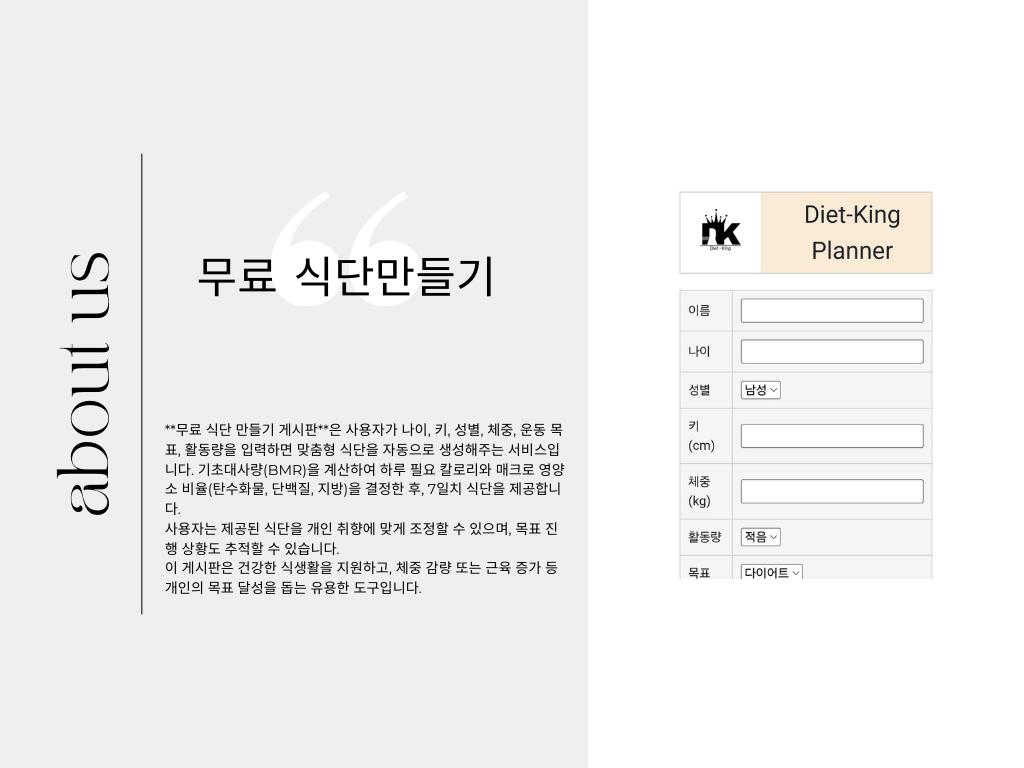 about us
무료 식단만들기
**무료 식단 만들기 게시판**은 사용자가 나이, 키, 성별, 체중, 운동 목
표, 활동량을 입력하면 맞춤형 식단을 자동으로 생성해주는 서비스입
니다. 기초대사량(BMR)을 계산하여 하루 필요 칼로리와 매크로 영양
소 비율(탄수화물, 단백질, 지방)을 결정한 후, 7일치 식단을 제공합니
다.
사용자는 제공된 식단을 개인 취향에 맞게 조정할 수 있으며, 목표 진
행 상황도 추적할 수 있습니다.
이 게시판은 건강한 식생활을 지원하고, 체중 감량 또는 근육 증가 등
개인의 목표 달성을 돕는 유용한 도구입니다.
Diet-King
Diet-King
Planner
이름
나이
성별 남성
키
(cm)
체중
(kg)
활동량 적음
목표 다이어트